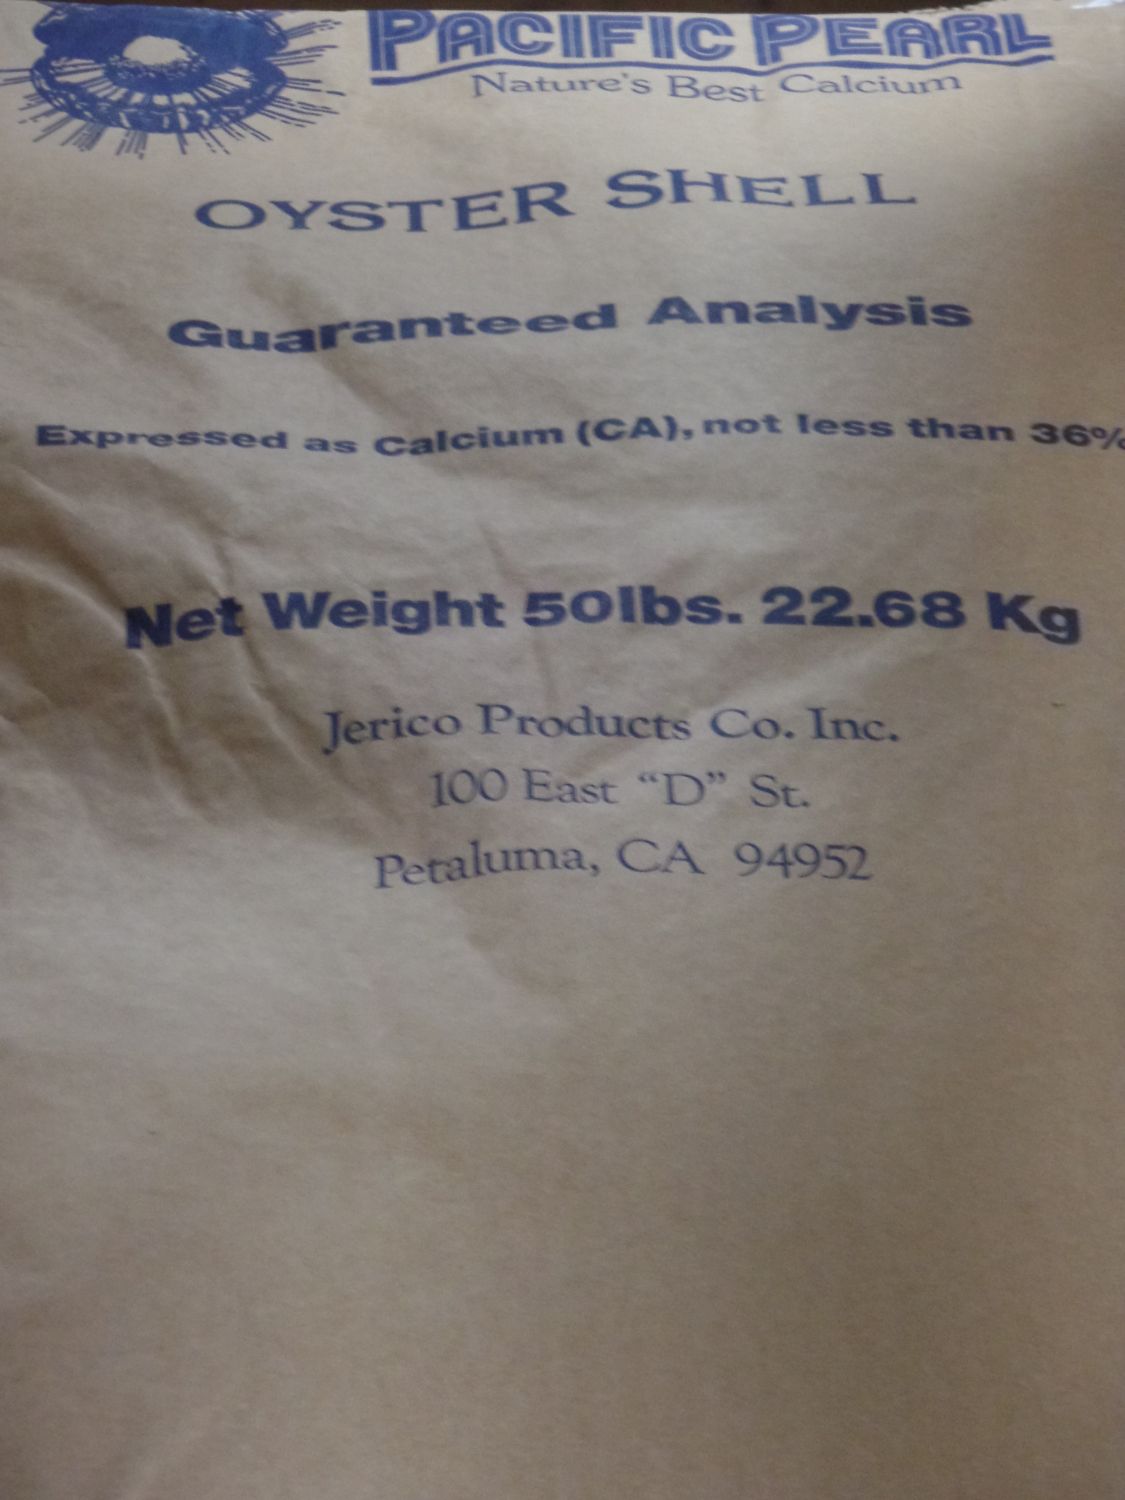 PACIFIC PEARL
Nature's Best Calcium
OYSTER SHELL
Guaranteed Analysis
Expressed as Calcium (CA), not less than 36%
Net Weight 50lbs. 22.68 Kg
Jerico Products Co. Inc.
100 East “D” St.
Petaluma, CA 94952